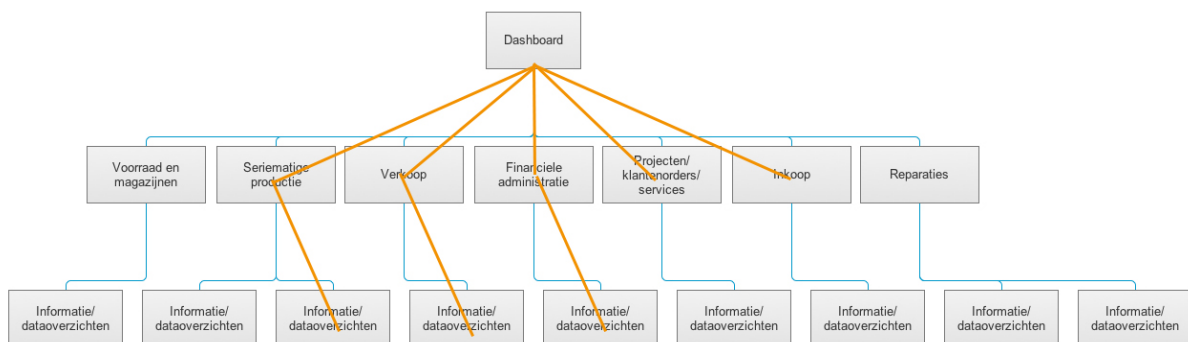 Dashboard
Voorraad en
magazijnen
Seriematige
productie
Verkoop
Financiele
administratie
Projecten/
klantenorders/
services
Inkoop
Reparaties
Informatie/
dataoverzichten
Informatie/
dataoverzichten
Informatie/
dataoverzichten
Informatie/
dataoverzichten
Informatie/
dataoverzichten
Informatie/
dataoverzichten
Informatie/
dataoverzichten
Informatie/
dataoverzichten
Informatie/
dataoverzichten